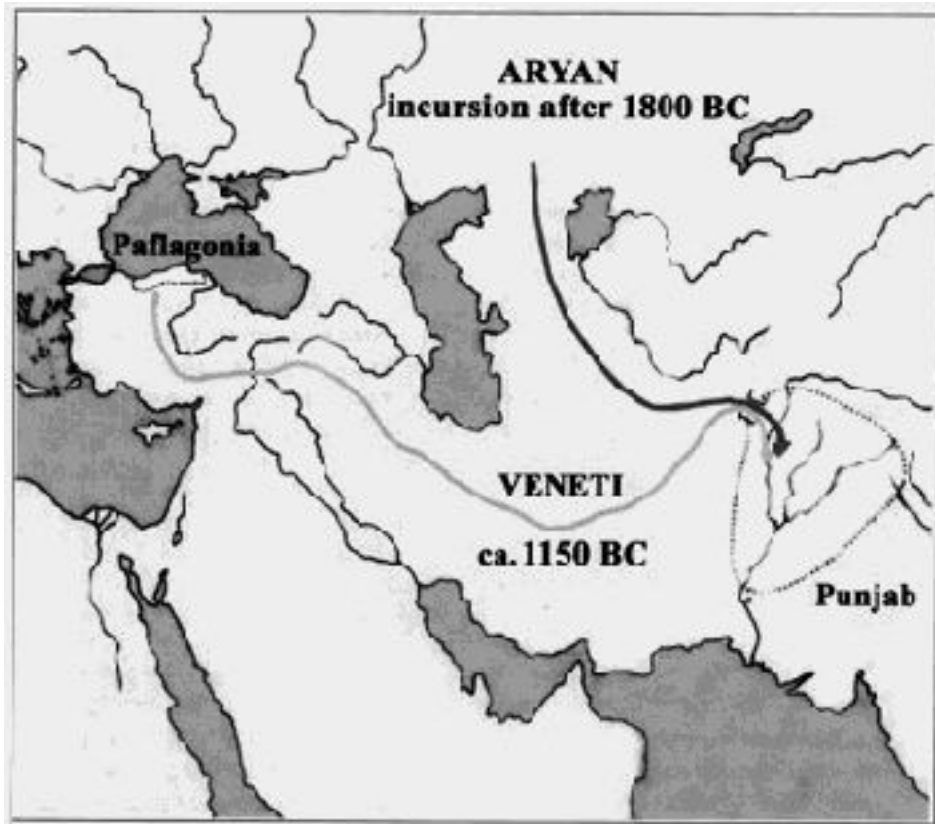 ARYAN
incursion after 1800 BC
Paflagonia
VENETI
ca. 1150 BC
Punjab